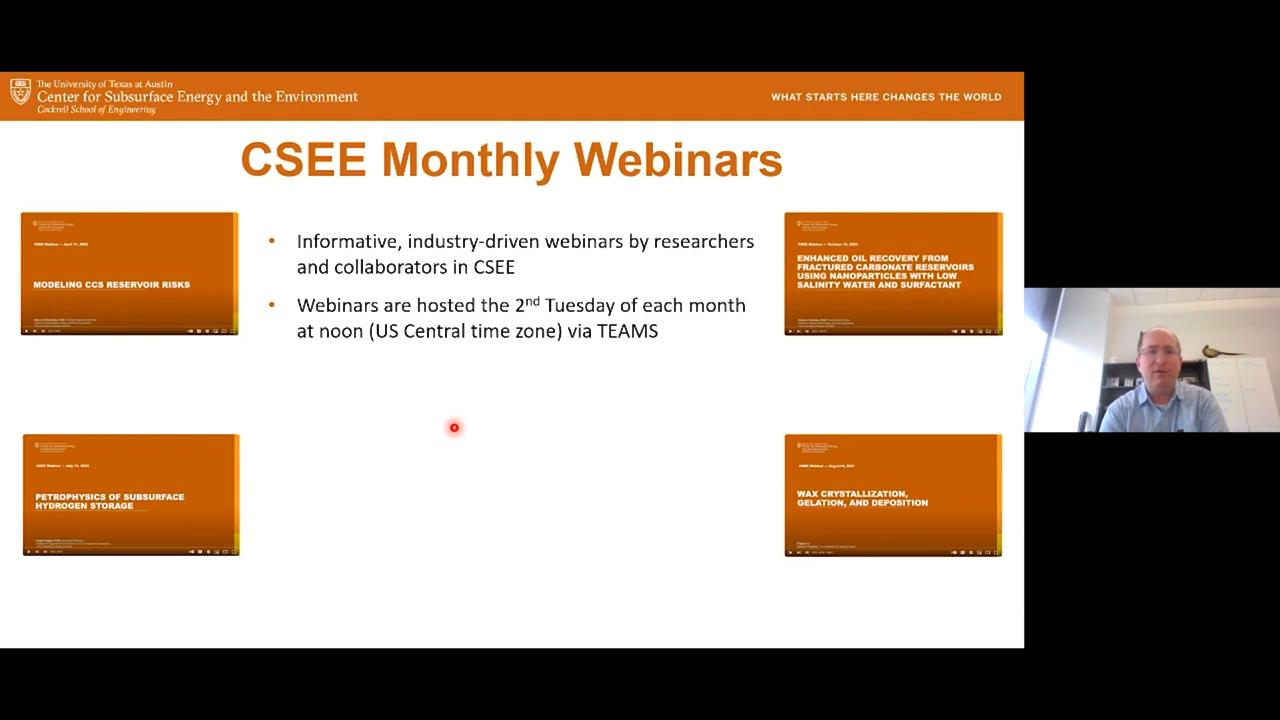 The University of Texas at Austin
Center for Subsurface Energy and the Environment
Cockrell School of Engineering
WHAT STARTS HERE CHANGES THE WORLD
CSEE Monthly Webinars
• Informative, industry-driven webinars by researchers
and collaborators in CSEE
• Webinars are hosted the 2nd Tuesday of each month
at noon (US Central time zone) via TEAMS
MODELING CCS RESERVOIR RISKS
ENHANCED OIL RECOVERY FROM
FRACTURED CARBONATE RESERVOIRS
USING NANOPARTICLES WITH LOW
SALINITY WATER AND SURFACTANT
PETROPHYSICS OF SUBSURFACE
HYDROGEN STORAGE
WAX CRYSTALLIZATION,
GELATION, AND DEPOSITION